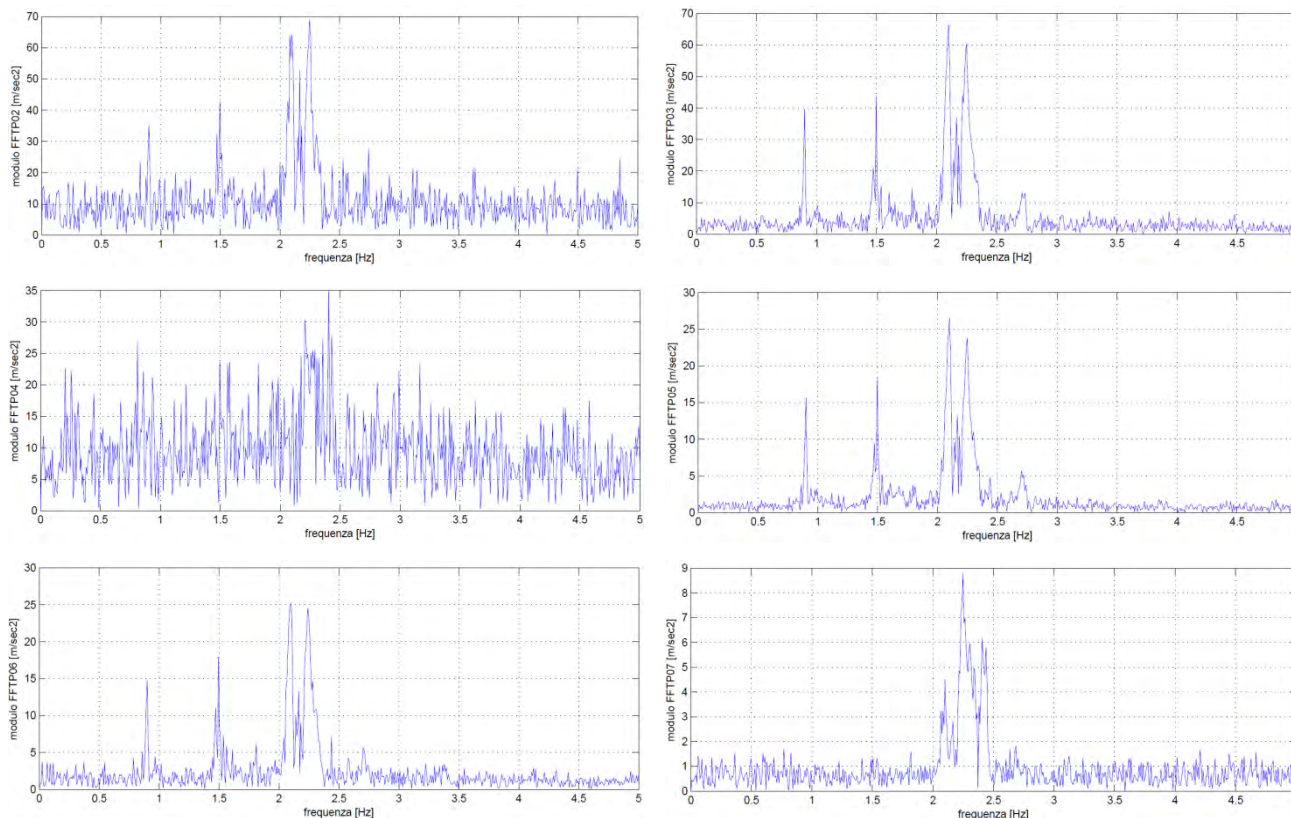 70
60
50
40
30
20
10
0
modulo FFTP02 [m/sec2]
0 0.5 1 1.5 2 2.5 3 3.5 4 4.5 5
frequenza [Hz]
70
60
50
40
30
20
10
0
modulo FFTP03 [m/sec2]
0 0.5 1 1.5 2 2.5 3 3.5 4 4.5
frequenza [Hz]
35
30
25
20
15
10
5
0
modulo FFTP04 [m/sec2]
0 0.5 1 1.5 2 2.5 3 3.5 4 4.5 5
frequenza [Hz]
30
25
20
15
10
5
0
modulo FFTP05 [m/sec2]
0 0.5 1 1.5 2 2.5 3 3.5 4 4.5
frequenza [Hz]
30
25
20
15
10
5
0
modulo FFTP06 [m/sec2]
0 0.5 1 1.5 2 2.5 3 3.5 4 4.5 5
frequenza [Hz]
9
8
7
6
5
4
3
2
1
0
modulo FFTP07 [m/sec2]
0 0.5 1 1.5 2 2.5 3 3.5 4 4.5
frequenza [Hz]